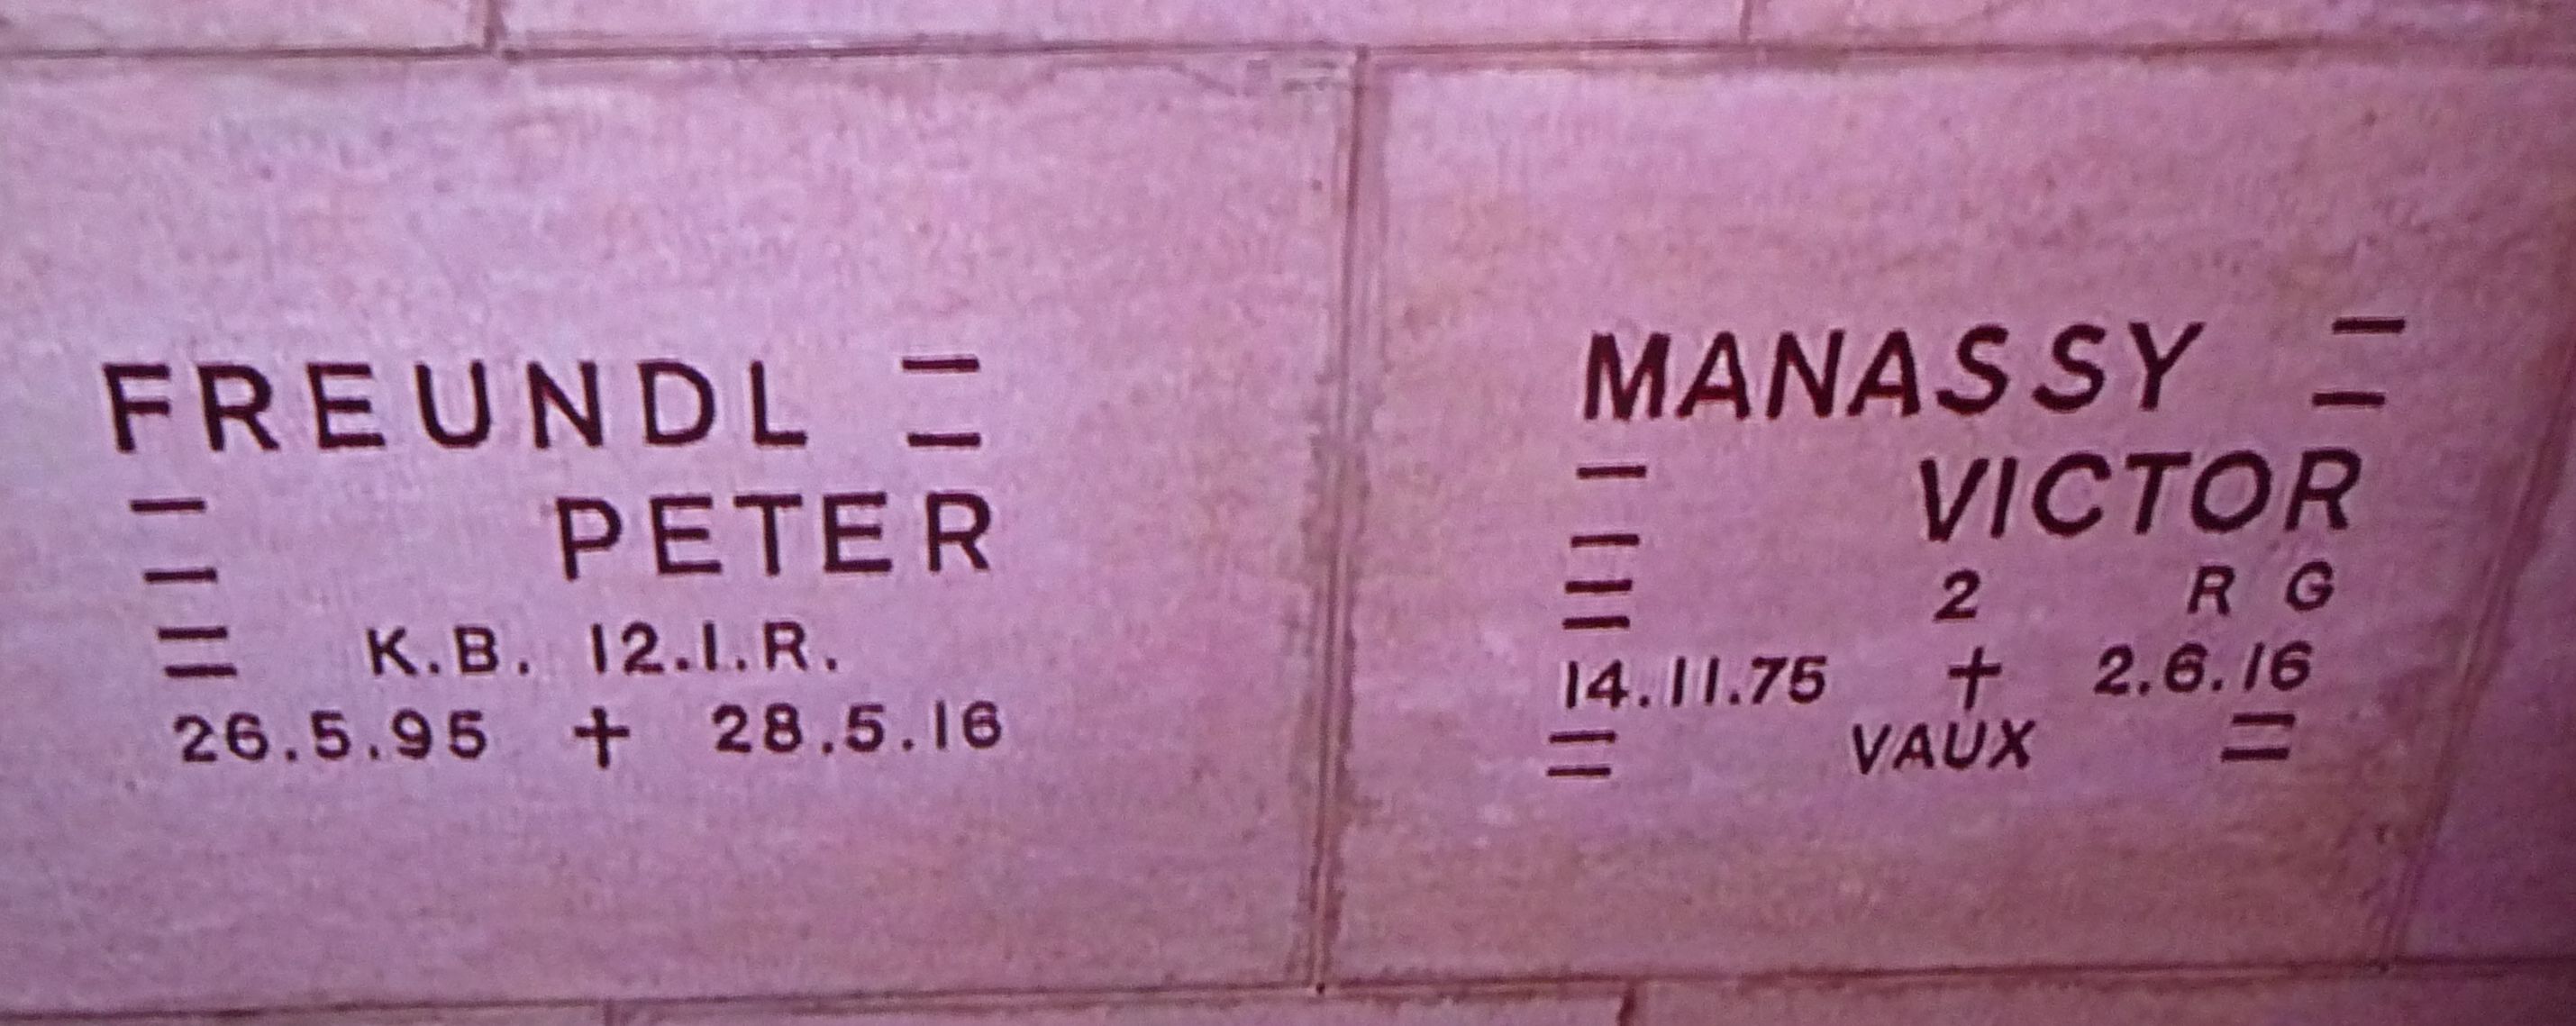 FREUNDL
PETER
K.B. 12.I.R.
26.5.95 + 28.5.16
MANASSY
VICTOR
2 R G
14.11.75 + 2.6.16
VAUX